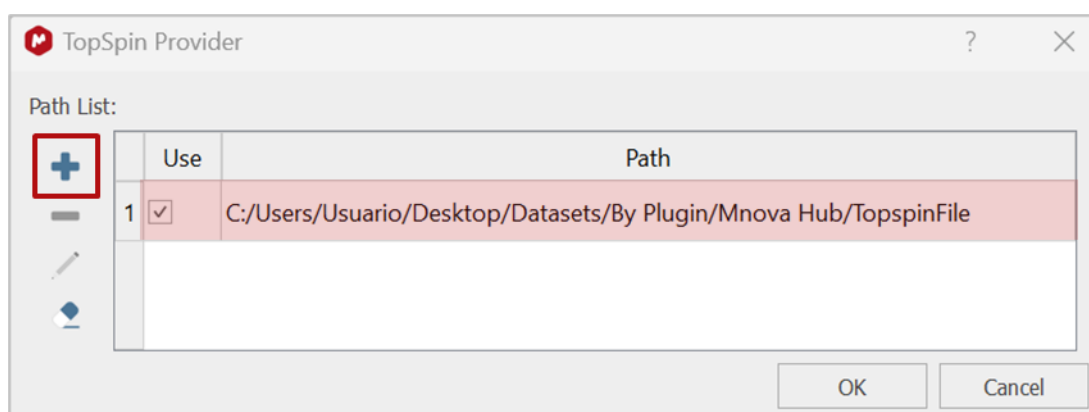 TopSpin Provider ?
Path List:
Use Path
1 C:/Users/Usuario/Desktop/Datasets/By Plugin/Mnova Hub/TopspinFile
OK Cancel